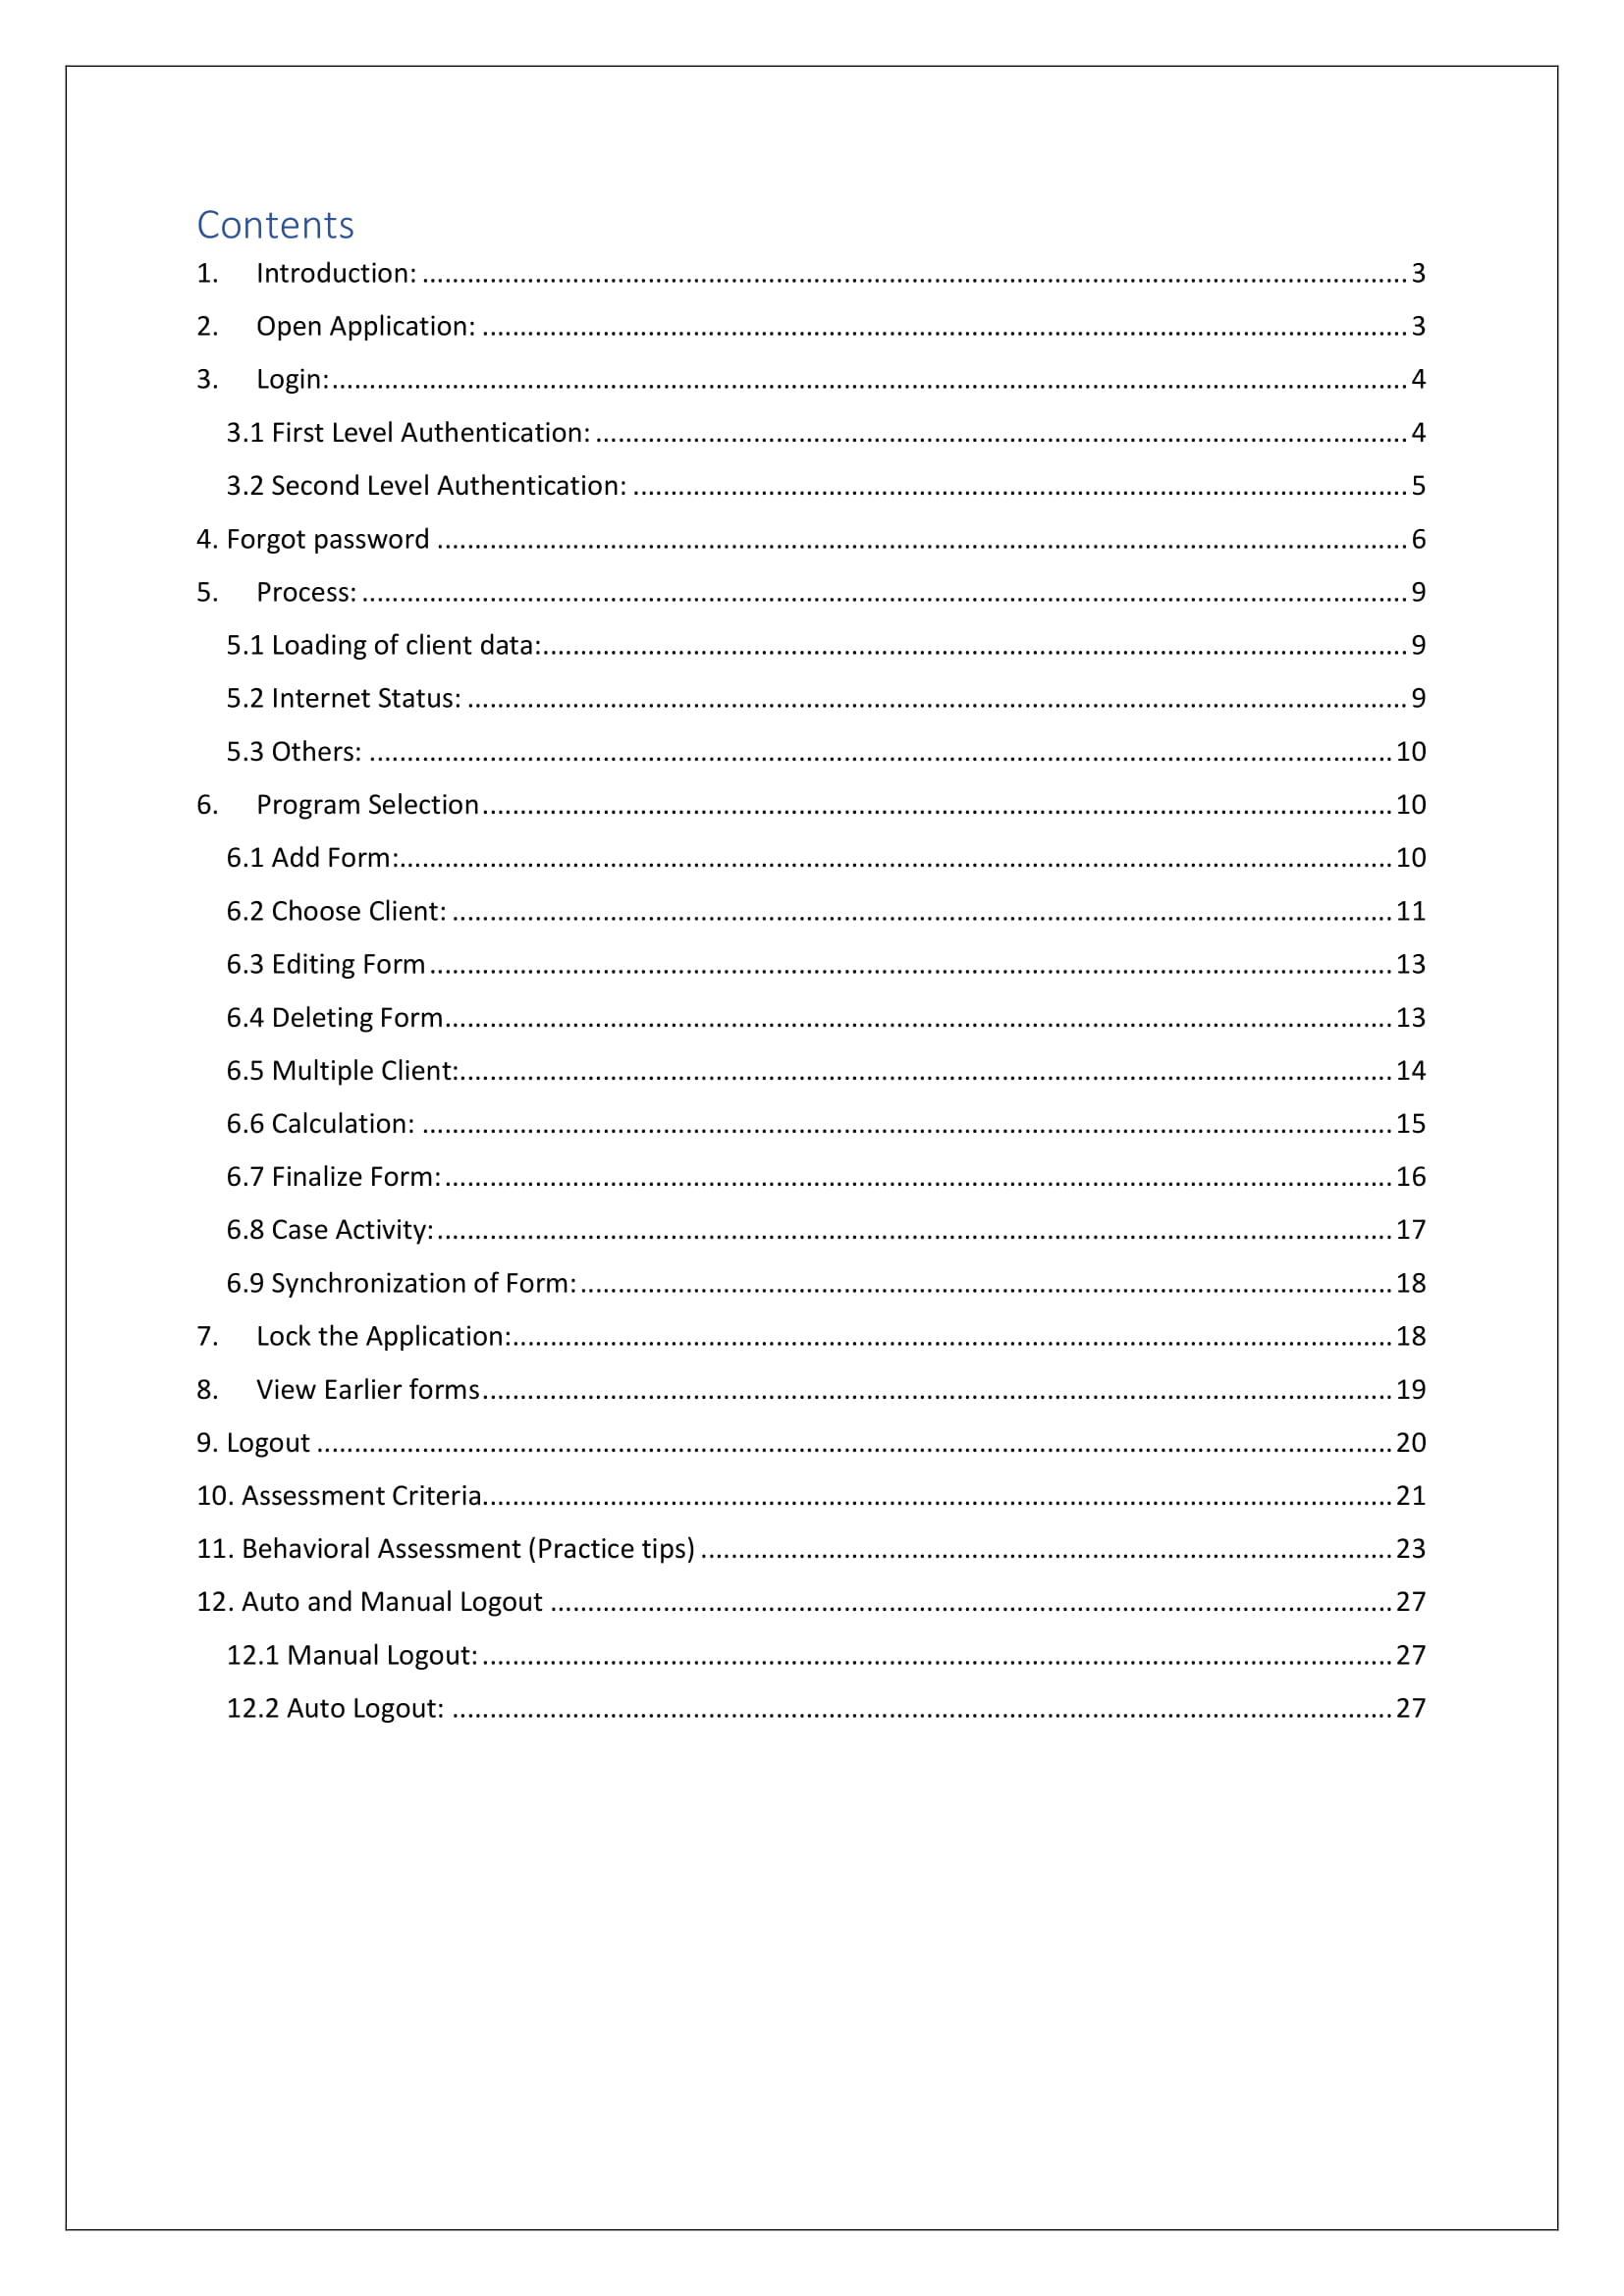 Contents
1. Introduction: ........................................................ 3
2. Open Application: ........................................................ 3
3. Login: ........................................................ 4
3.1 First Level Authentication: ........................................................ 4
3.2 Second Level Authentication: ........................................................ 5
4. Forgot password ........................................................ 6
5. Process: ........................................................ 9
5.1 Loading of client data: ........................................................ 9
5.2 Internet Status: ........................................................ 9
5.3 Others: ........................................................ 10
6. Program Selection ........................................................ 10
6.1 Add Form: ........................................................ 10
6.2 Choose Client: ........................................................ 11
6.3 Editing Form ........................................................ 13
6.4 Deleting Form ........................................................ 13
6.5 Multiple Client: ........................................................ 14
6.6 Calculation: ........................................................ 15
6.7 Finalize Form: ........................................................ 16
6.8 Case Activity: ........................................................ 17
6.9 Synchronization of Form: ........................................................ 18
7. Lock the Application: ........................................................ 18
8. View Earlier forms ........................................................ 19
9. Logout ........................................................ 20
10. Assessment Criteria ........................................................ 21
11. Behavioral Assessment (Practice tips) ........................................................ 23
12. Auto and Manual Logout ........................................................ 27
12.1 Manual Logout: ........................................................ 27
12.2 Auto Logout: ........................................................ 27